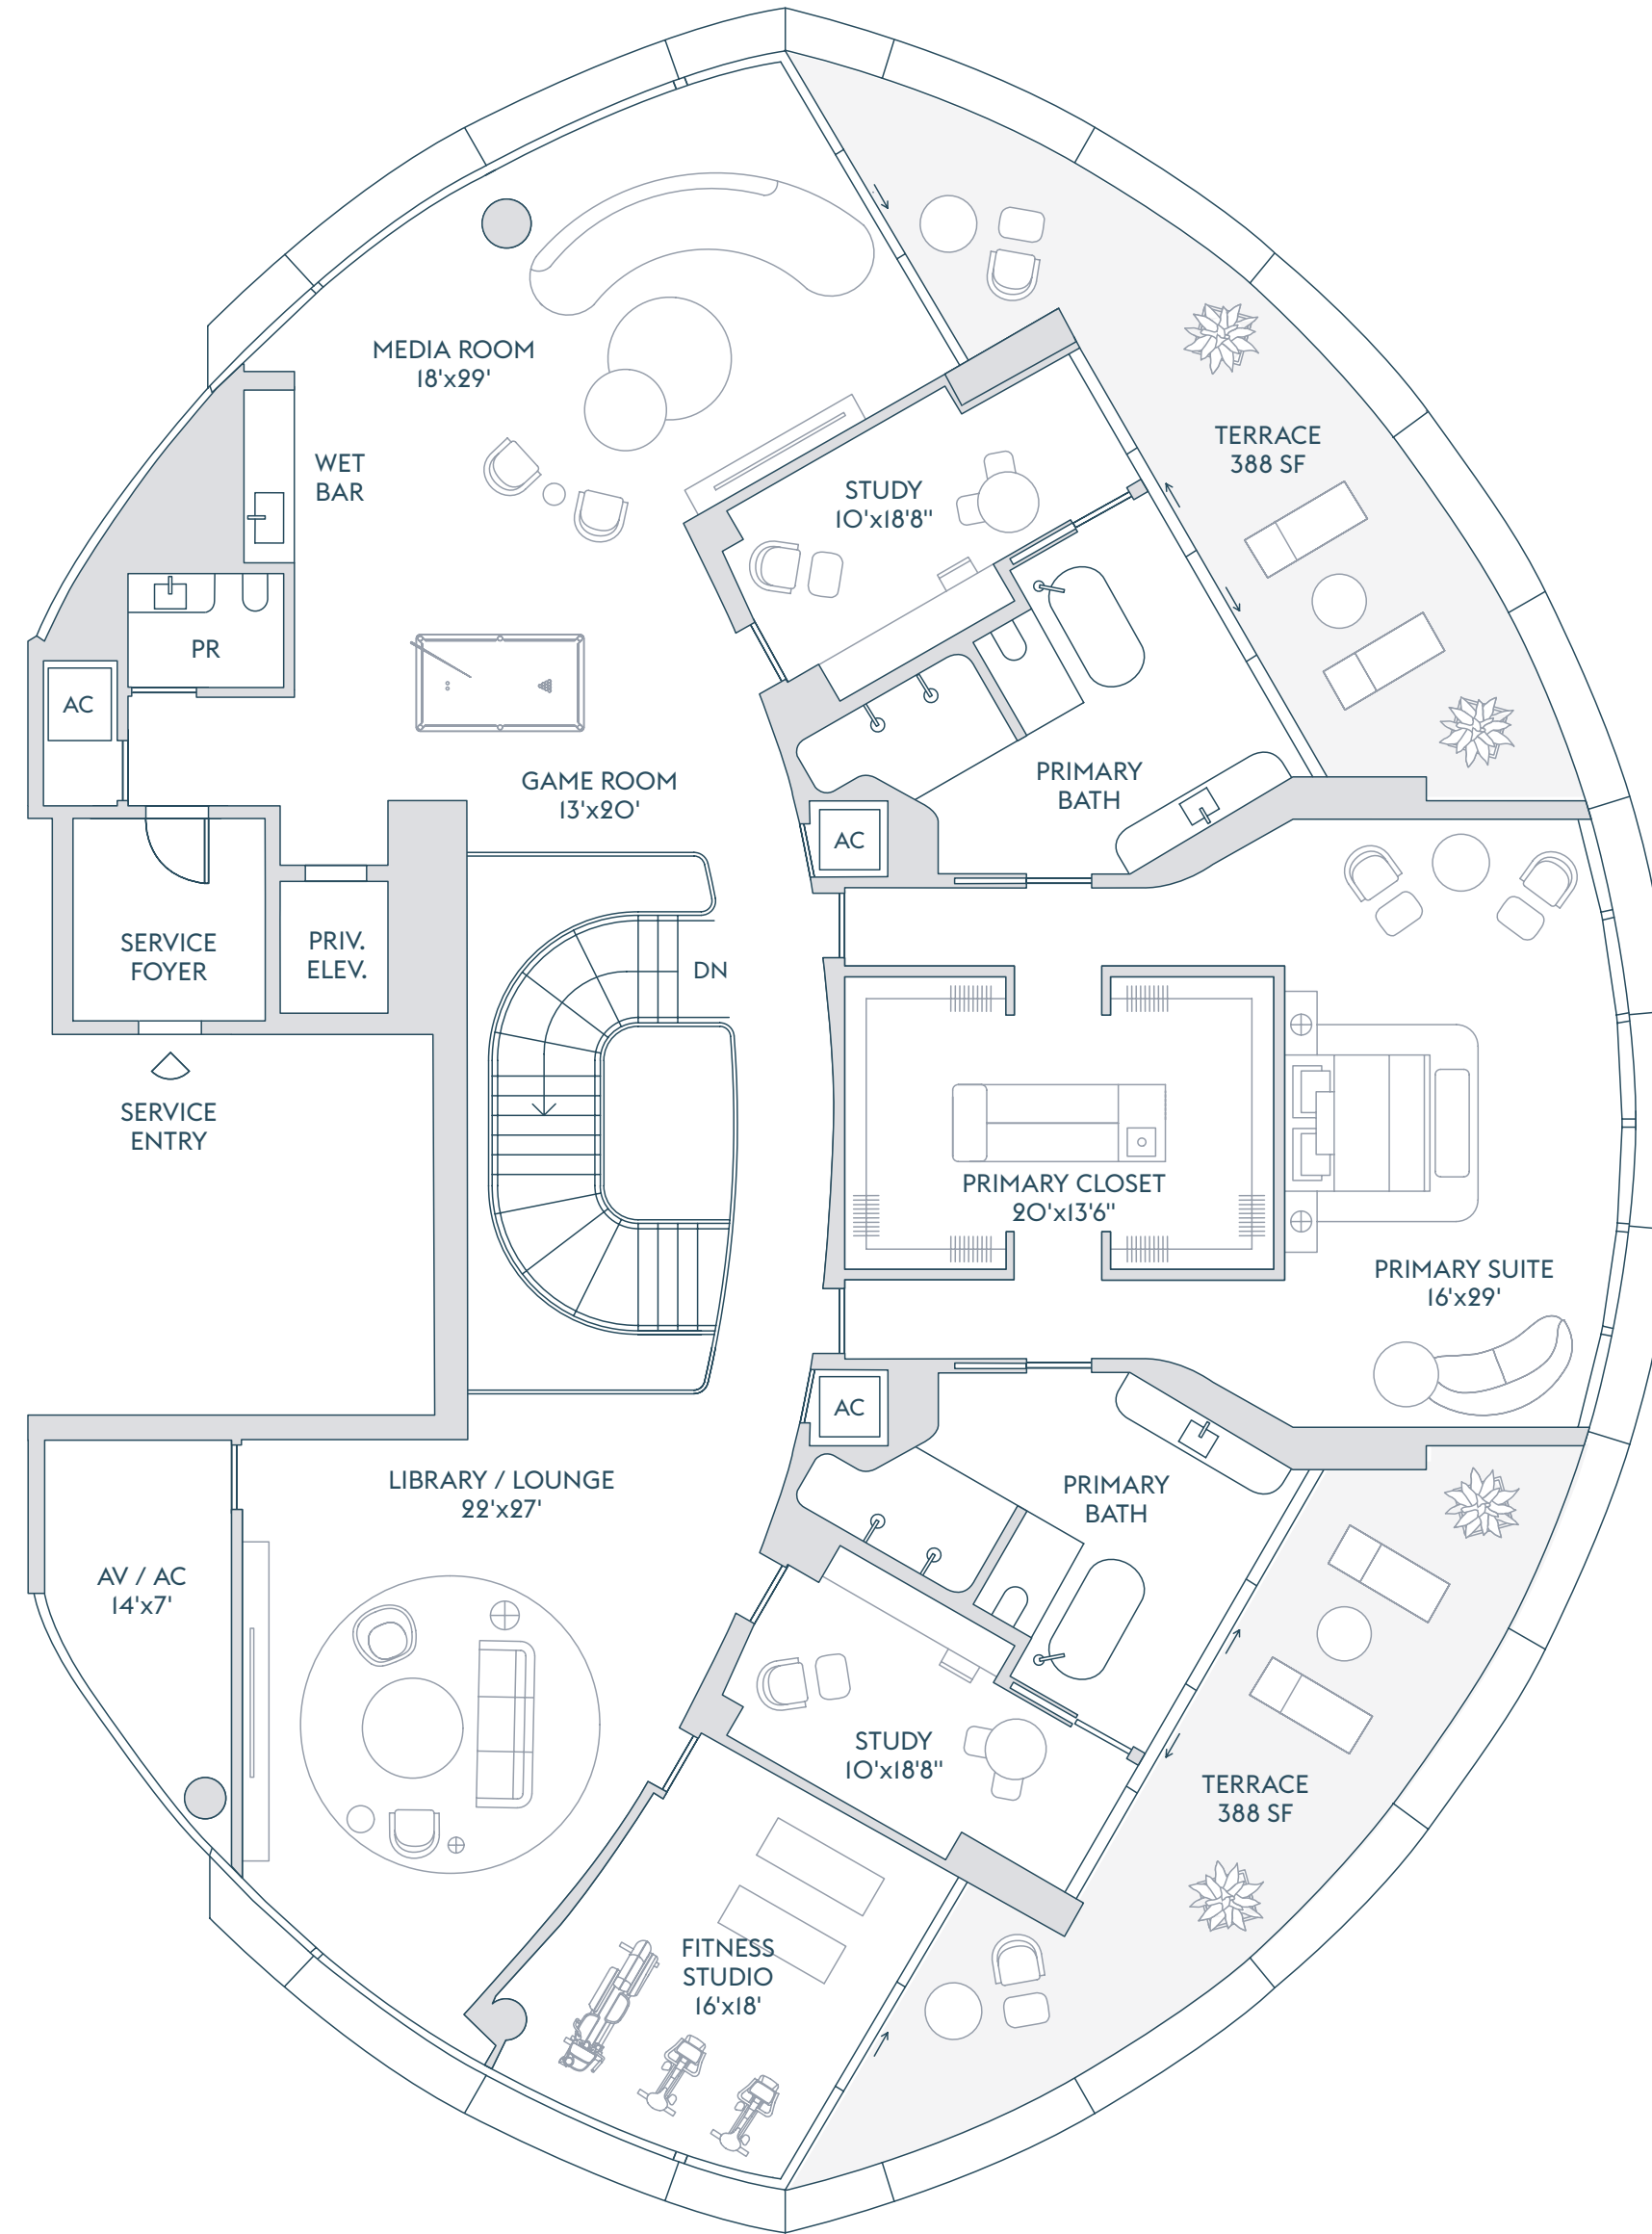 MEDIA ROOM
18'x29'
WET
BAR
TERRACE
388 SF
STUDY
10'x18'8"
PR
AC
GAME ROOM
13'x20'
PRIMARY
BATH
AC
SERVICE
FOYER
PRIV.
ELEV.
DN
SERVICE
ENTRY
PRIMARY CLOSET
20'x13'6"
PRIMARY SUITE
16'x29'
AC
LIBRARY / LOUNGE
22'x27'
PRIMARY
BATH
AV / AC
14'x7'
STUDY
10'x18'8"
TERRACE
388 SF
FITNESS
STUDIO
16'x18'